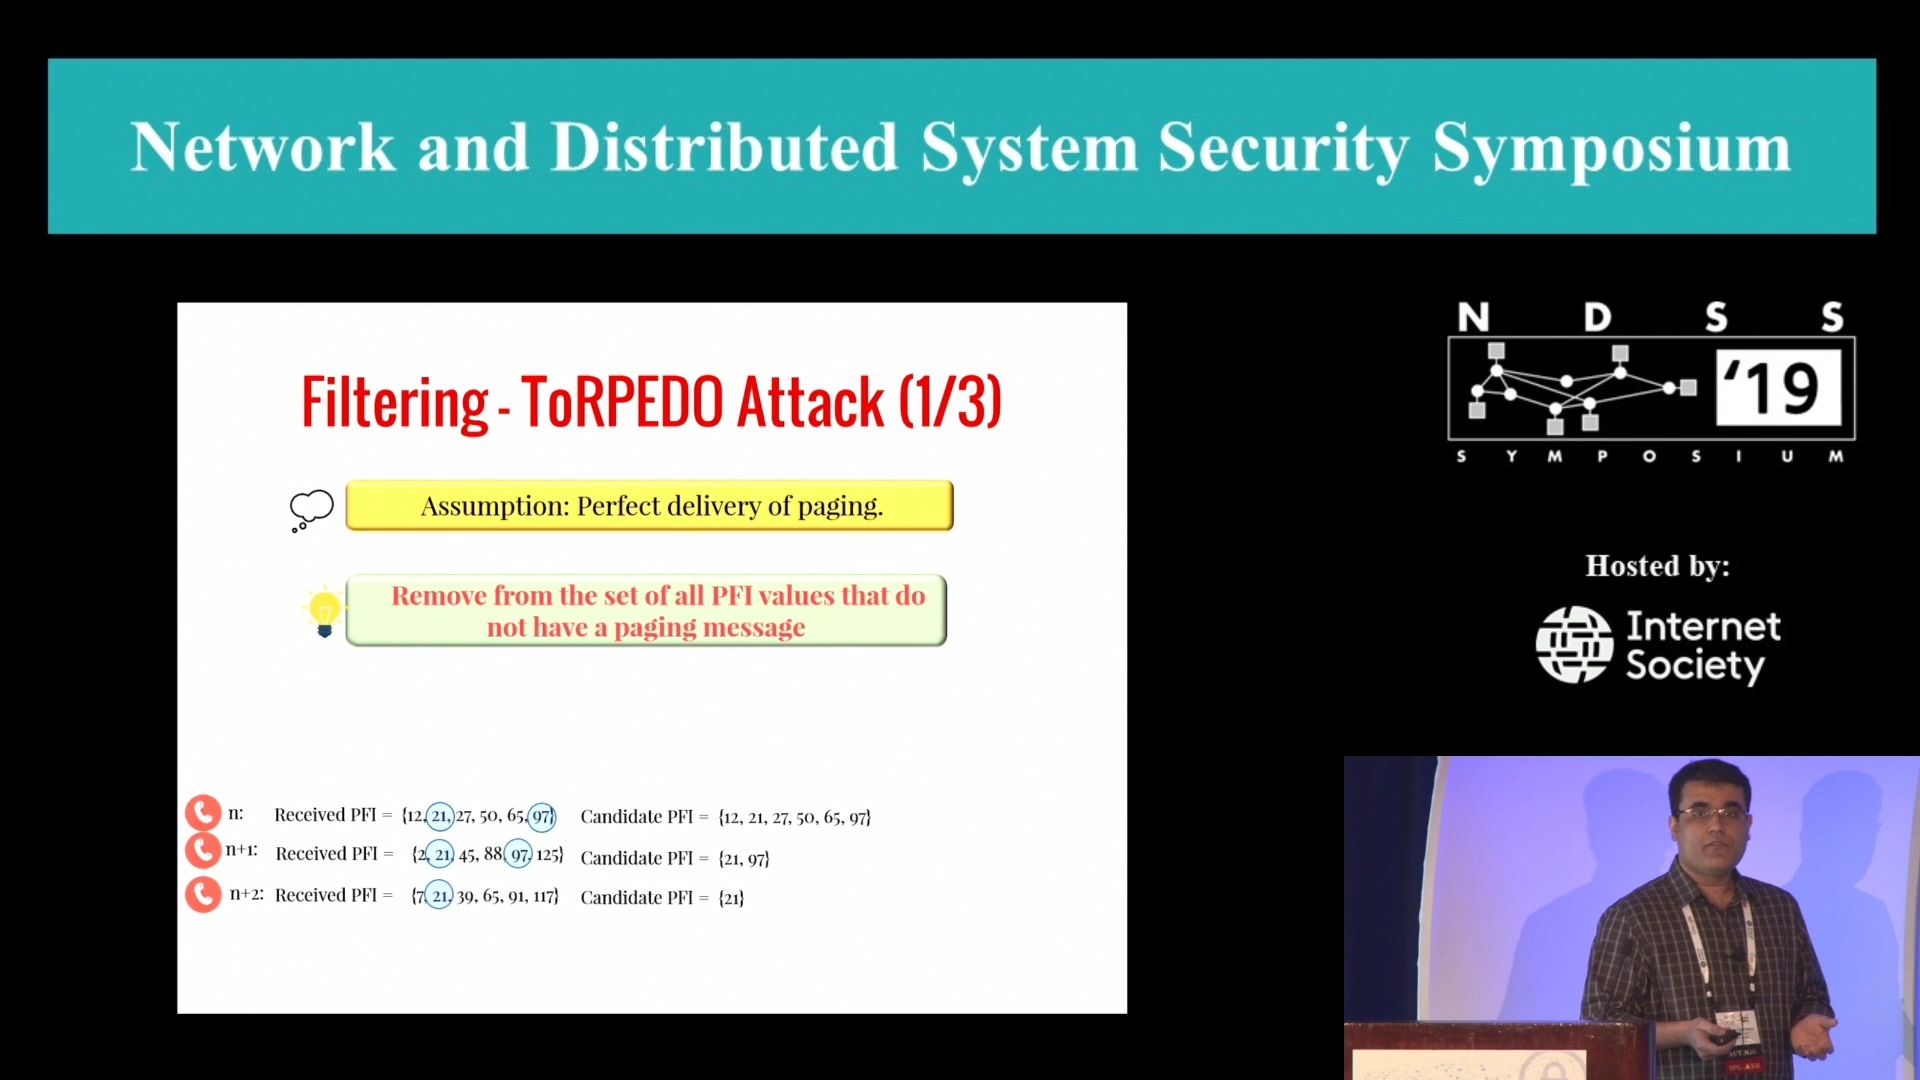 Network and Distributed System Security Symposium
Filtering - ToRPEDO Attack (1/3)
Assumption: Perfect delivery of paging.
Remove from the set of all PFI values that do
not have a paging message
n: Received PFI = {12, 21, 27, 50, 65, 97} Candidate PFI = {12, 21, 27, 50, 65, 97}
n+1: Received PFI = {2, 21, 45, 88, 97, 125} Candidate PFI = {21, 97}
n+2: Received PFI = {7, 21, 39, 65, 91, 117} Candidate PFI = {21}
N D S S
'19
S Y M P O S I U M
Hosted by:
Internet
Society
SPEAKER